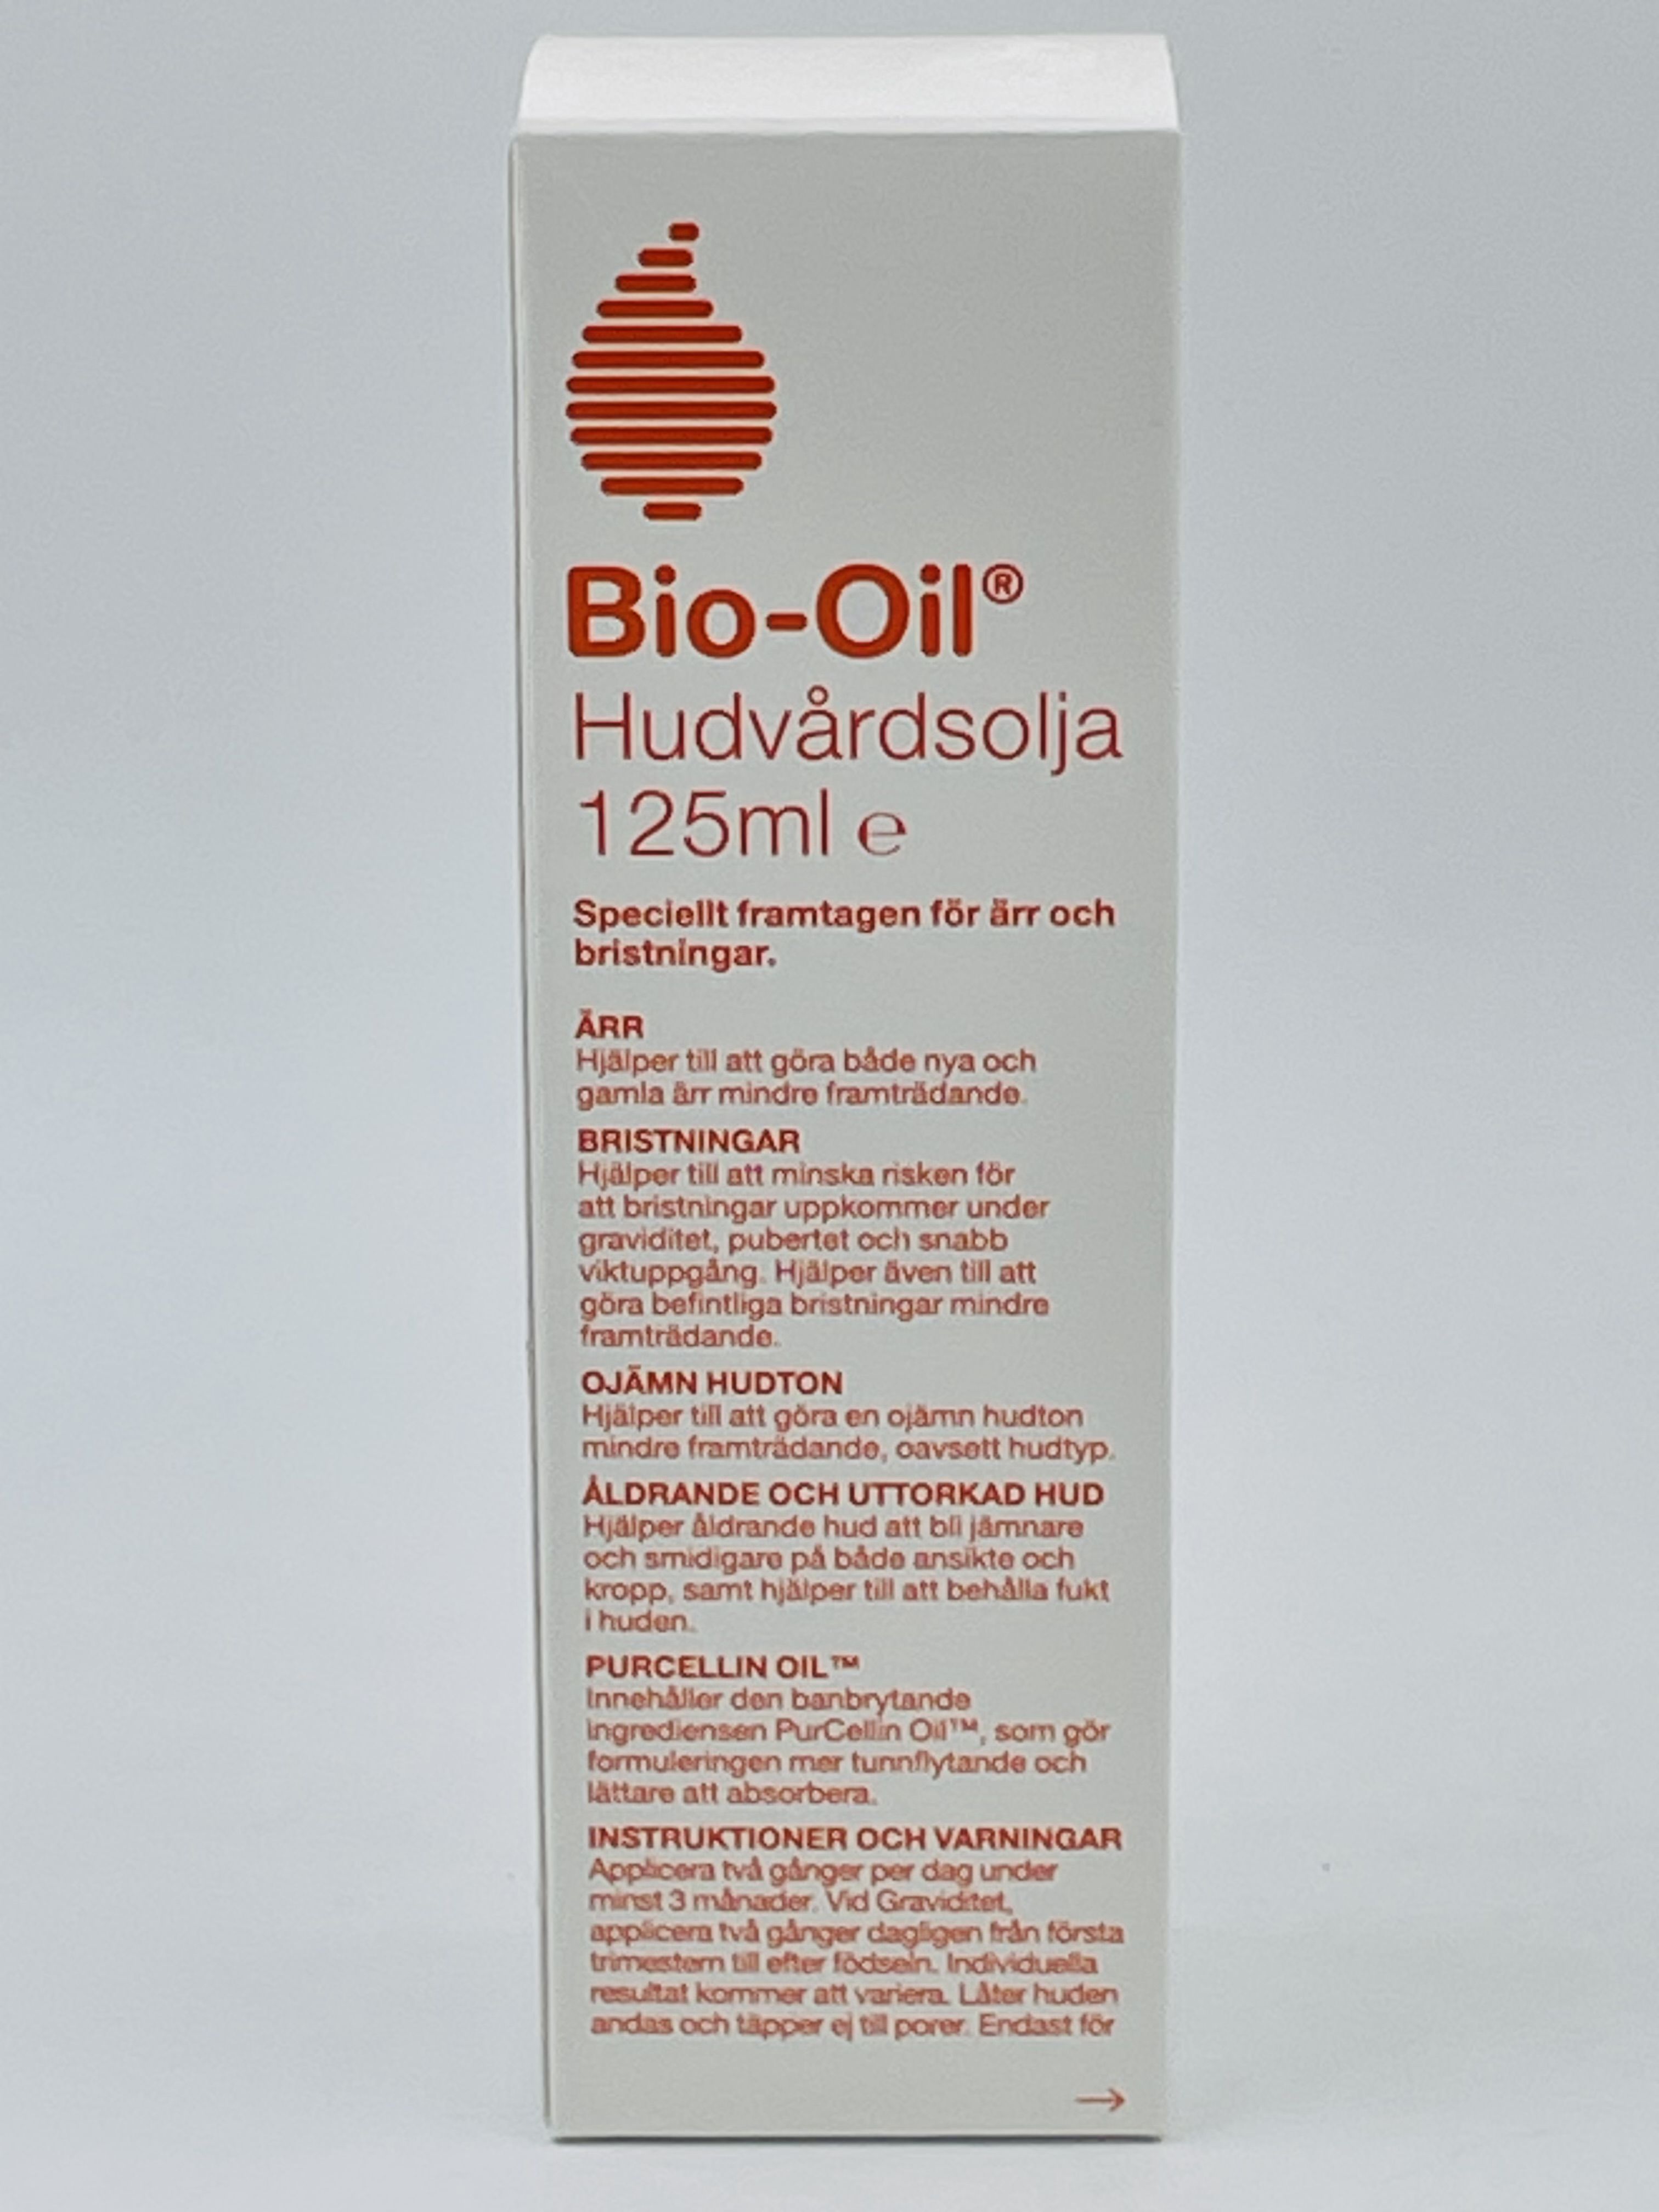 Bio-Oil®
Hudvårdsolja
125ml ℮
Speciellt framtagen för ärr och
bristningar.
ÄRR
Hjälper till att göra både nya och
gamla ärr mindre framträdande.
BRISTNINGAR
Hjälper till att minska risken för
att bristningar uppkommer under
graviditet, pubertet och snabb
viktuppgång. Hjälper även till att
göra befintliga bristningar mindre
framträdande.
OJÄMN HUDTON
Hjälper till att göra en ojämn hudton
mindre framträdande, oavsett hudtyp.
ÅLDRANDE OCH UTTORKAD HUD
Hjälper åldrande hud att bli jämnare
och smidigare på både ansikte och
kropp, samt hjälper till att behålla fukt
i huden.
PURCELLIN OIL™
Innehåller den banbrytande
ingrediensen PurCellin Oil™, som gör
formuleringen mer tunnflytande och
lättare att absorbera.
INSTRUKTIONER OCH VARNINGAR
Applicera två gånger per dag under
minst 3 månader. Vid Graviditet,
applicera två gånger dagligen från första
trimestern till efter födseln. Individuella
resultat kommer att variera. Låter huden
andas och täpper ej till porer. Endast för
→